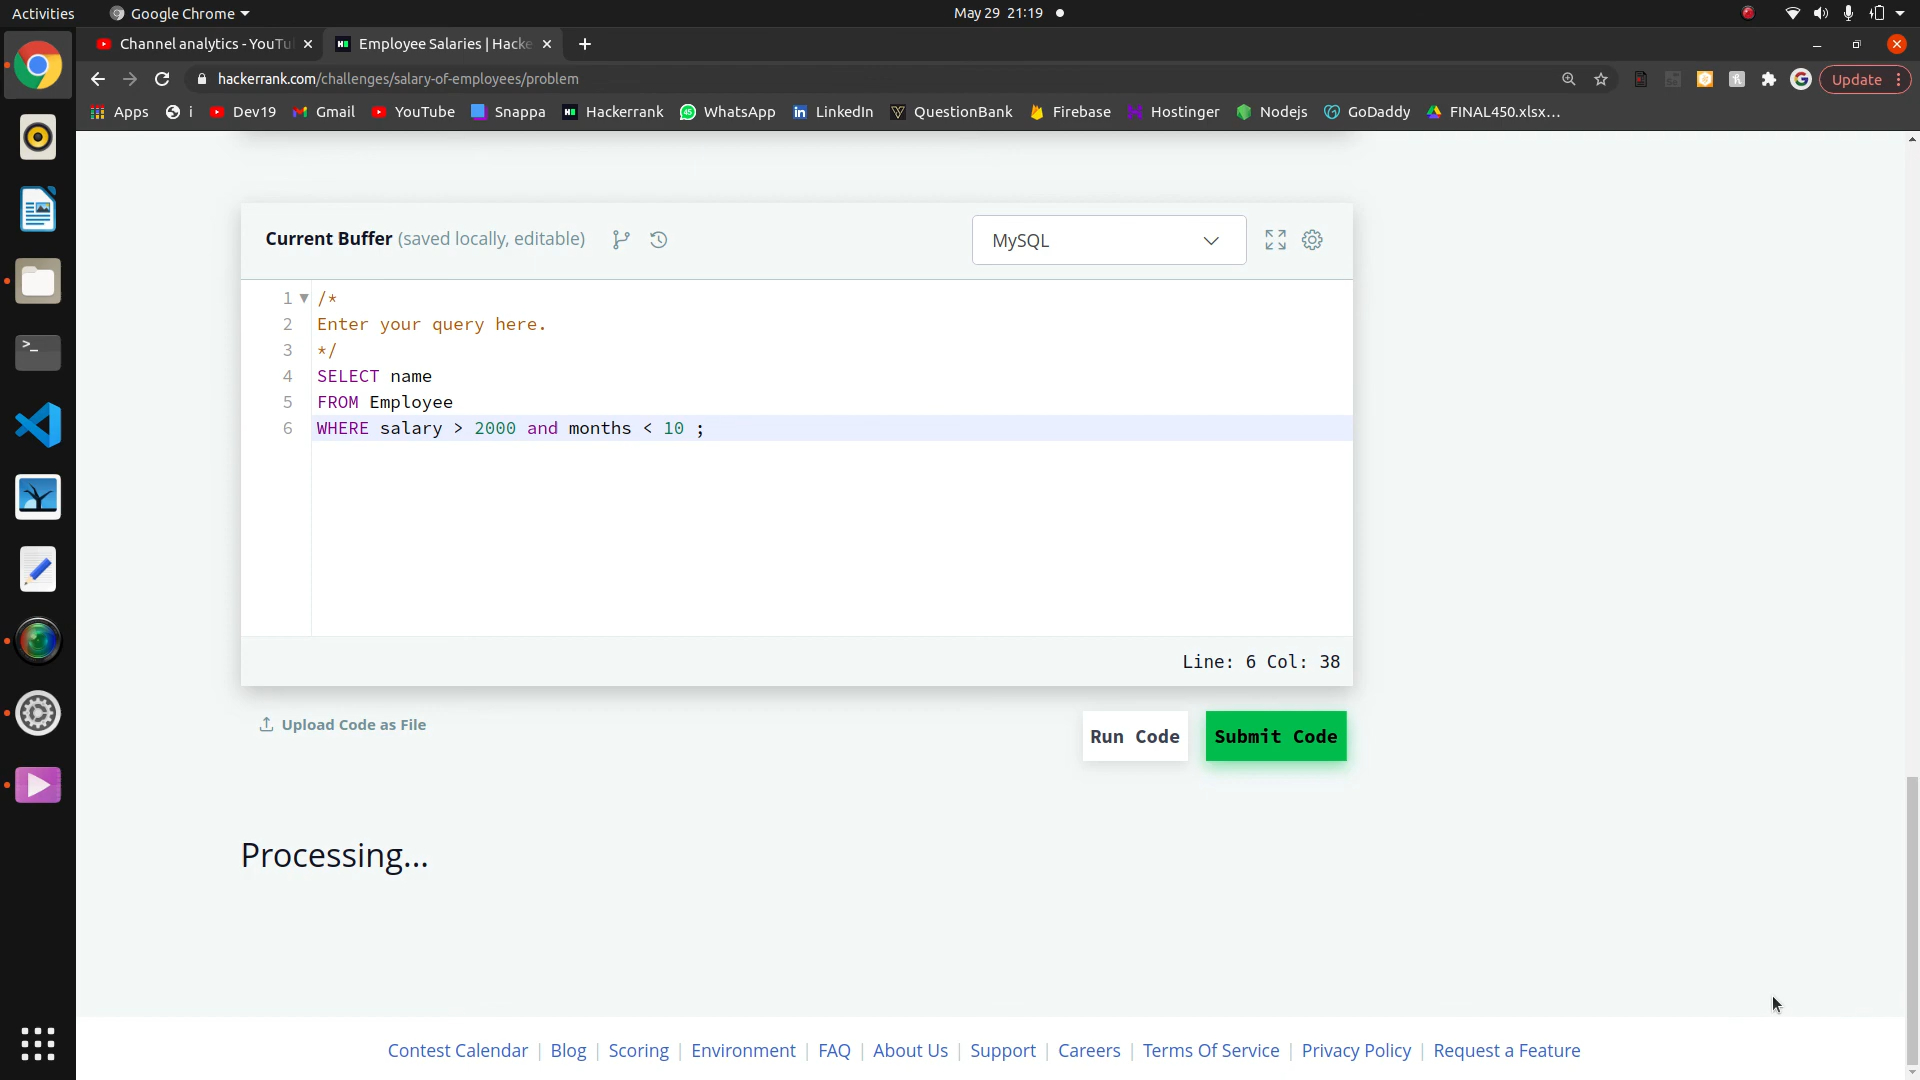 Activities
Google Chrome
May 29 21:19
Channel analytics - YouTu
Employee Salaries | Hacke
hackerrank.com/challenges/salary-of-employees/problem
Update
Apps
i
Dev19
Gmail
YouTube
Snappa
Hackerrank
WhatsApp
LinkedIn
QuestionBank
Firebase
Hostinger
Nodejs
GoDaddy
FINAL450.xlsx...
Current Buffer (saved locally, editable)
MySQL
1 /*
2 Enter your query here.
3 */
4 SELECT name
5 FROM Employee
6 WHERE salary > 2000 and months < 10 ;
Line: 6 Col: 38
Upload Code as File
Run Code
Submit Code
Processing...
Contest Calendar | Blog | Scoring | Environment | FAQ | About Us | Support | Careers | Terms Of Service | Privacy Policy | Request a Feature